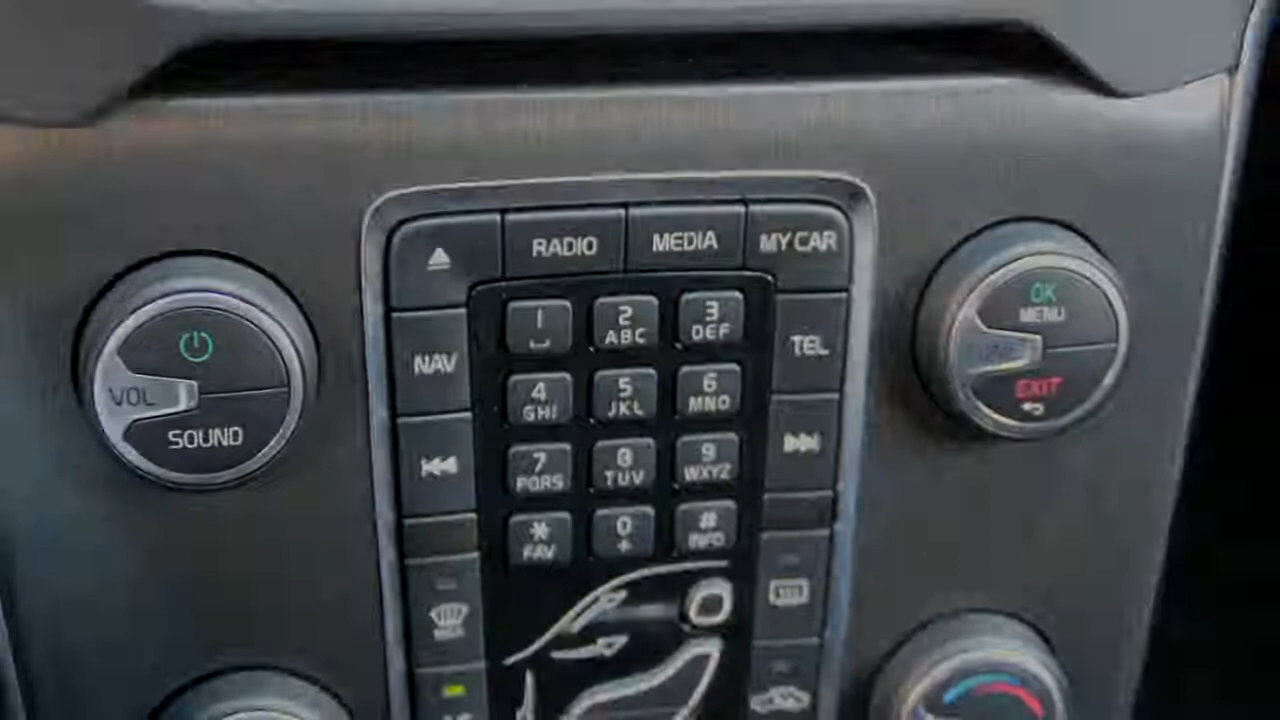 RADIO
MEDIA
MY CAR
NAV
TEL
1
2
ABC
3
DEF
4
GHI
5
JKL
6
MNO
7
PQRS
8
TUV
9
WXYZ
*
FAV
0
+
#
INFO
VOL
SOUND
OK
MENU
EXIT
MAX